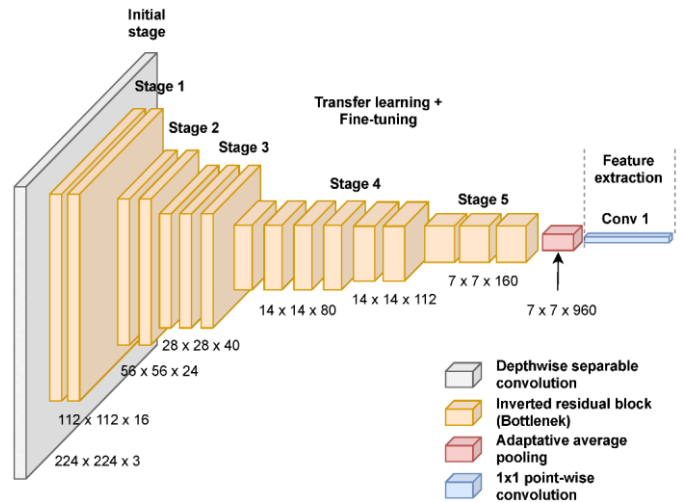 Initial
stage
Stage 1
Stage 2
Stage 3
Transfer learning +
Fine-tuning
Stage 4
Stage 5
Feature
extraction
Conv 1
7 x 7 x 160
14 x 14 x 112
14 x 14 x 80
7 x 7 x 960
28 x 28 x 40
56 x 56 x 24
112 x 112 x 16
224 x 224 x 3
Depthwise separable
convolution
Inverted residual block
(Bottlenek)
Adaptative average
pooling
1x1 point-wise
convolution